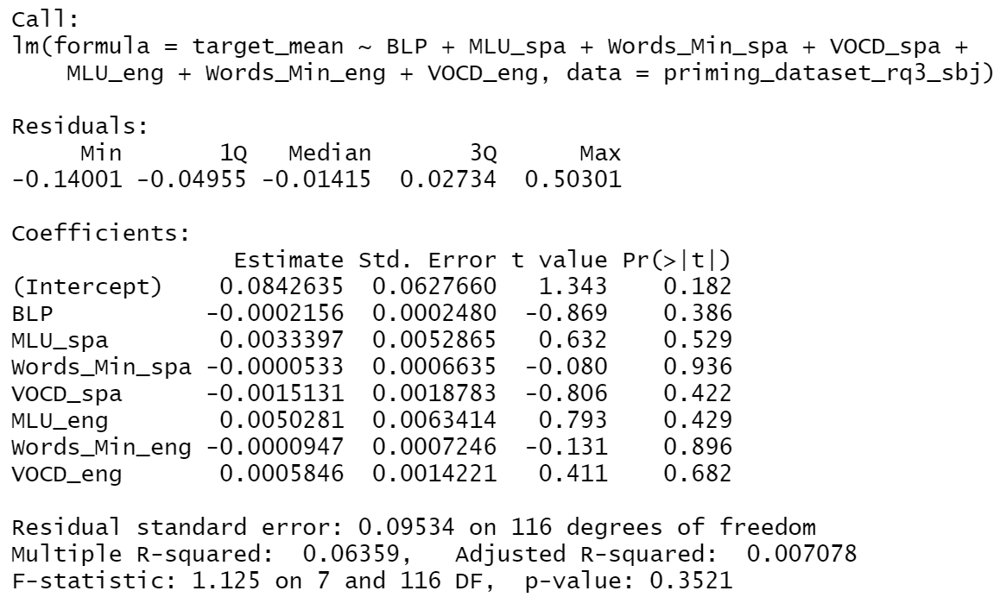 Call:
lm(formula = target_mean ~ BLP + MLU_spa + Words_Min_spa + VOCD_spa +
    MLU_eng + Words_Min_eng + VOCD_eng, data = priming_dataset_rq3_sbj)

Residuals:
     Min       1Q   Median       3Q      Max
-0.14001 -0.04955 -0.01415  0.02734  0.50301

Coefficients:
                Estimate Std. Error t value Pr(>|t|)
(Intercept)    0.0842635  0.0627660   1.343    0.182
BLP           -0.0002156  0.0002480  -0.869    0.386
MLU_spa        0.0033397  0.0052865   0.632    0.529
Words_Min_spa -0.0000533  0.0006635  -0.080    0.936
VOCD_spa      -0.0015131  0.0018783  -0.806    0.422
MLU_eng        0.0050281  0.0063414   0.793    0.429
Words_Min_eng -0.0000947  0.0007246  -0.131    0.896
VOCD_eng       0.0005846  0.0014221   0.411    0.682

Residual standard error: 0.09534 on 116 degrees of freedom
Multiple R-squared:  0.06359,   Adjusted R-squared:  0.007078
F-statistic: 1.125 on 7 and 116 DF,  p-value: 0.3521